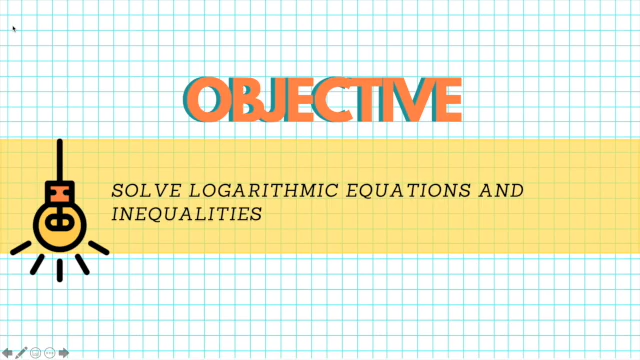 OBJECTIVE
SOLVE LOGARITHMIC EQUATIONS AND
INEQUALITIES